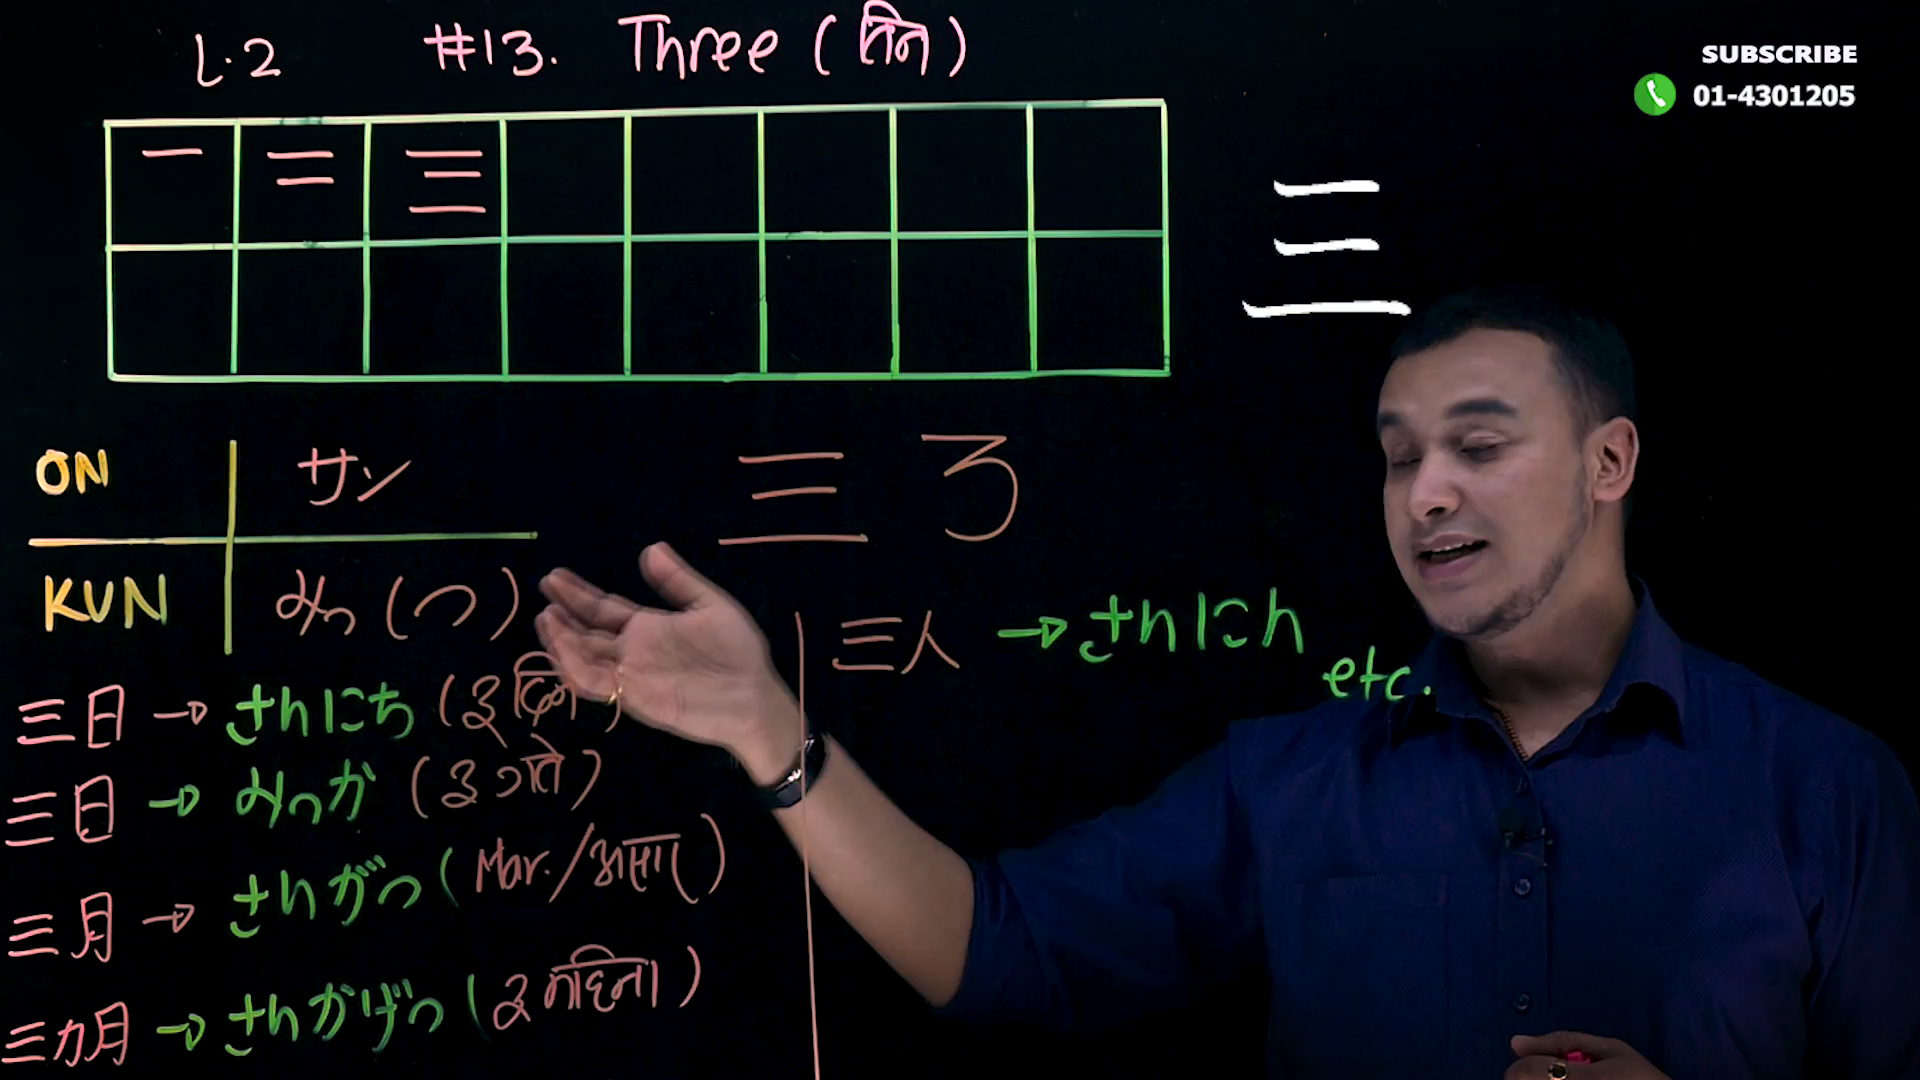 L.2 #13. Three (तिन)
SUBSCRIBE
01-4301205
一 二 三
三
ON サン
KUN みっ(つ)
三 3
三日 → さんにち (३ दिन)
三日 → みっか (३ गते)
三月 → さんがつ (Mar./असार)
三カ月 → さんかげつ (३ महिना)
三人 → さんにん
etc.